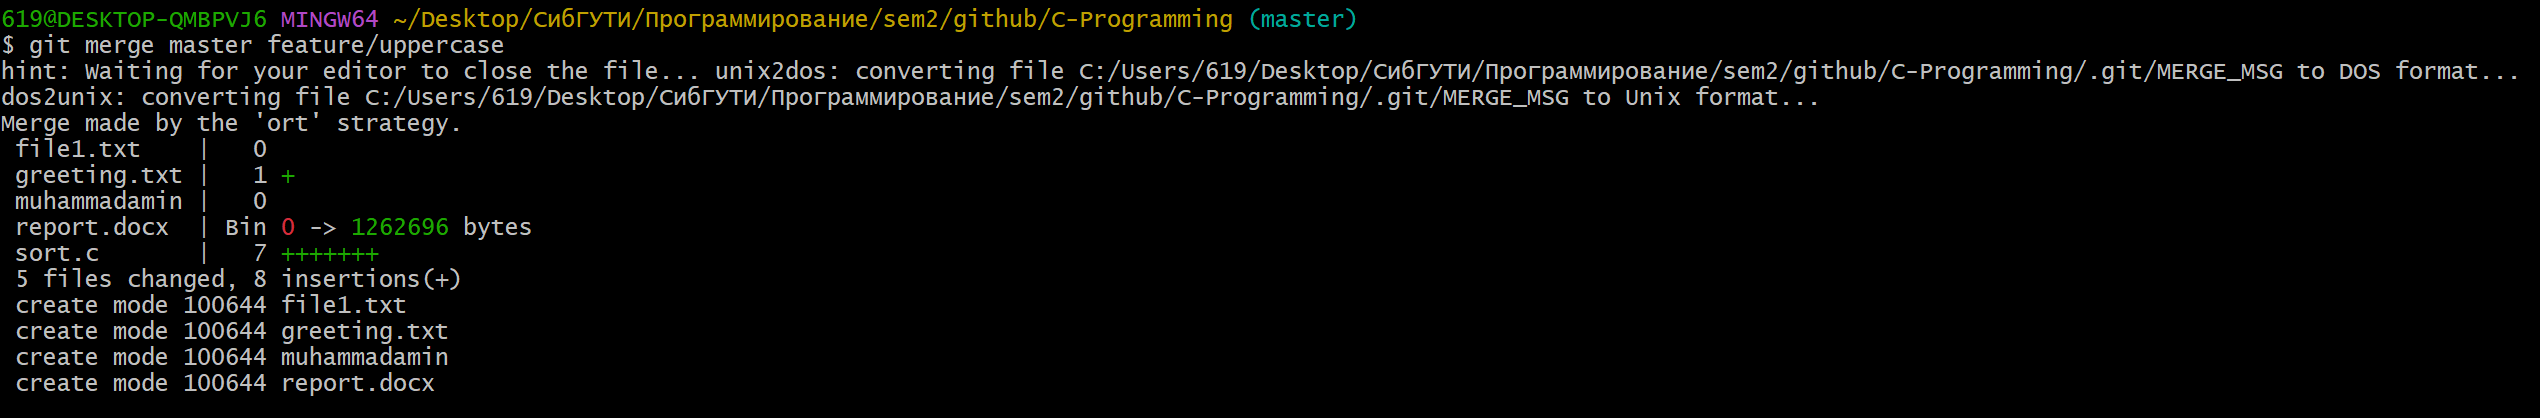 619@DESKTOP-QMBPVJ6 MINGW64 ~/Desktop/СибГУТИ/Программирование/sem2/github/C-Programming (master)
$ git merge master feature/uppercase
hint: Waiting for your editor to close the file... unix2dos: converting file C:/Users/619/Desktop/СибГУТИ/Программирование/sem2/github/C-Programming/.git/MERGE_MSG to DOS format...
dos2unix: converting file C:/Users/619/Desktop/СибГУТИ/Программирование/sem2/github/C-Programming/.git/MERGE_MSG to Unix format...
Merge made by the 'ort' strategy.
 file1.txt    |   0
 greeting.txt |   1 +
 muhammadamin |   0
 report.docx  | Bin 0 -> 1262696 bytes
 sort.c       |   7 +++++++
 5 files changed, 8 insertions(+)
 create mode 100644 file1.txt
 create mode 100644 greeting.txt
 create mode 100644 muhammadamin
 create mode 100644 report.docx